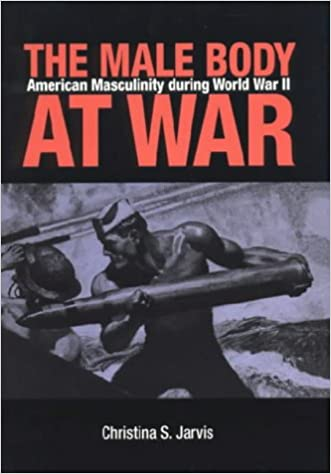 THE MALE BODY
American Masculinity during World War II
AT WAR
Christina S. Jarvis